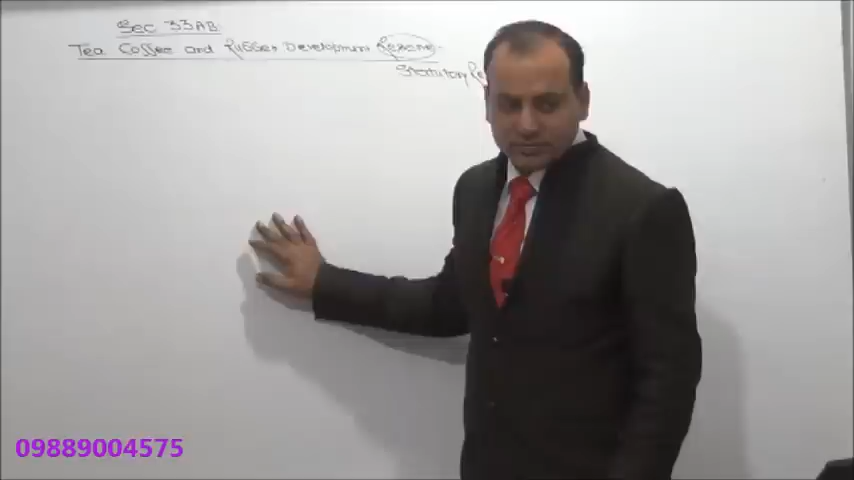 Sec 33AB
Tea Coffee and Rubber Development Reserve
Statutory Re
09889004575